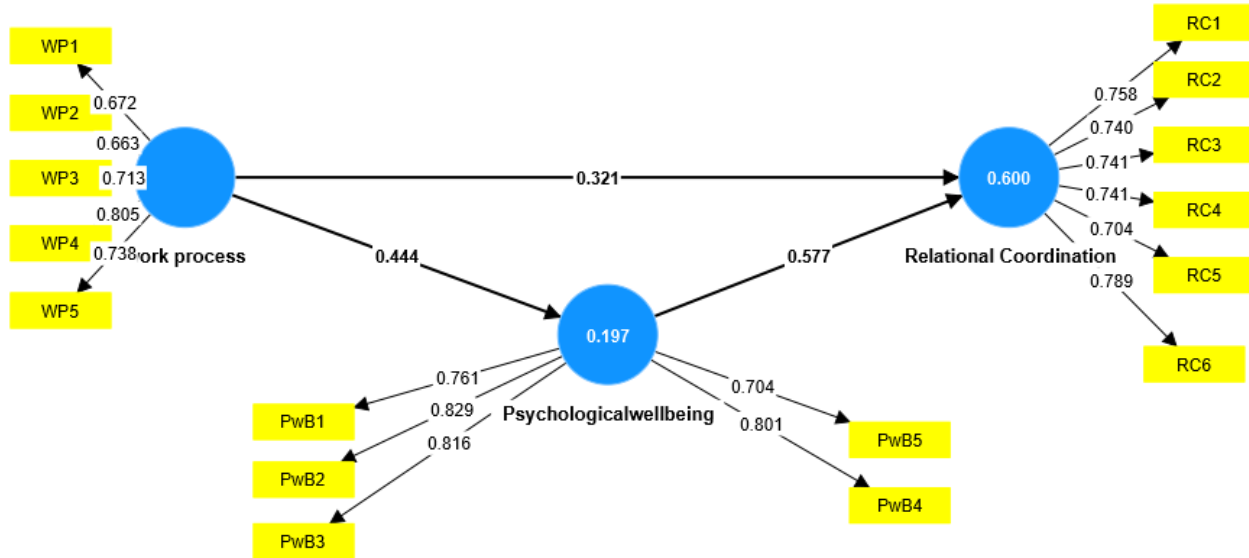 WP1
WP2
WP3
WP4
WP5
0.672
0.663
0.713
0.805
0.738
ork process
0.321
0.444
0.577
0.600
Relational Coordination
0.758
0.740
0.741
0.741
0.704
0.789
RC1
RC2
RC3
RC4
RC5
RC6
0.197
Psychologicalwellbeing
0.761
0.829
0.816
0.704
0.801
PwB1
PwB2
PwB3
PwB5
PwB4